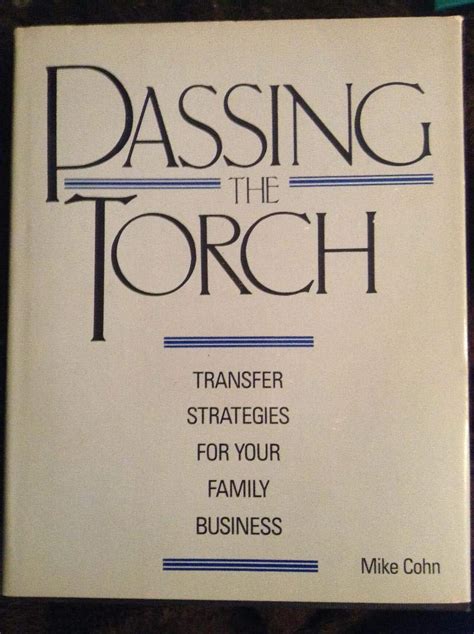 PASSING
THE
TORCH
TRANSFER
STRATEGIES
FOR YOUR
FAMILY
BUSINESS
Mike Cohn